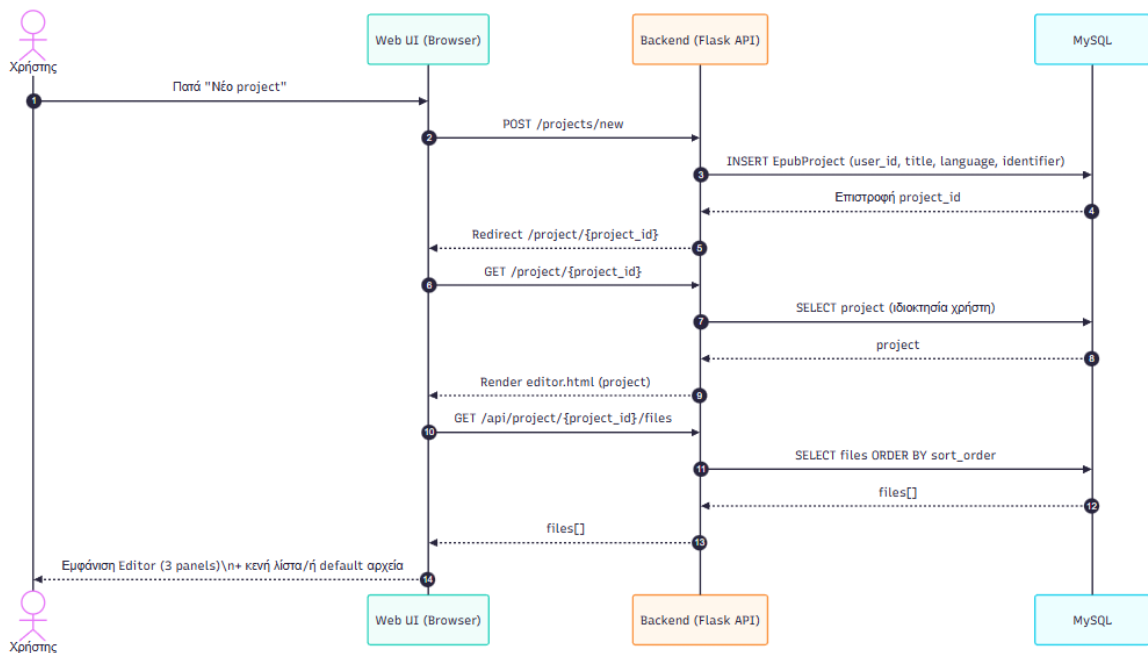 Χρήστης
Web UI (Browser)
Backend (Flask API)
MySQL
1
Πατά "Νέο project"
2
POST /projects/new
3
INSERT EpubProject (user_id, title, language, identifier)
4
Επιστροφή project_id
5
Redirect /project/{project_id}
6
GET /project/{project_id}
7
SELECT project (ιδιοκτησία χρήστη)
8
project
9
Render editor.html (project)
10
GET /api/project/{project_id}/files
11
SELECT files ORDER BY sort_order
12
files[]
13
files[]
14
Εμφάνιση Editor (3 panels)\n+ κενή λίστα/ή default αρχεία
Χρήστης
Web UI (Browser)
Backend (Flask API)
MySQL